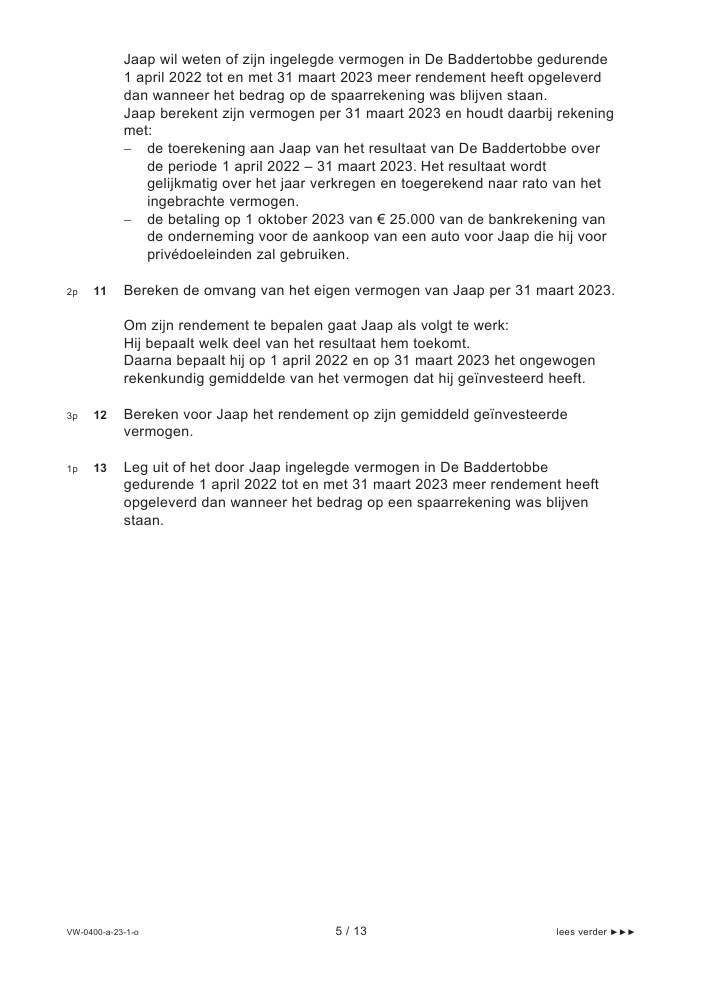 Jaap wil weten of zijn ingelegde vermogen in De Baddertobbe gedurende
1 april 2022 tot en met 31 maart 2023 meer rendement heeft opgeleverd
dan wanneer het bedrag op de spaarrekening was blijven staan.
Jaap berekent zijn vermogen per 31 maart 2023 en houdt daarbij rekening
met:
– de toerekening aan Jaap van het resultaat van De Baddertobbe over
de periode 1 april 2022 – 31 maart 2023. Het resultaat wordt
gelijkmatig over het jaar verkregen en toegerekend naar rato van het
ingebrachte vermogen.
– de betaling op 1 oktober 2023 van € 25.000 van de bankrekening van
de onderneming voor de aankoop van een auto voor Jaap die hij voor
privédoeleinden zal gebruiken.
2p 11 Bereken de omvang van het eigen vermogen van Jaap per 31 maart 2023.
Om zijn rendement te bepalen gaat Jaap als volgt te werk:
Hij bepaalt welk deel van het resultaat hem toekomt.
Daarna bepaalt hij op 1 april 2022 en op 31 maart 2023 het ongewogen
rekenkundig gemiddelde van het vermogen dat hij geïnvesteerd heeft.
3p 12 Bereken voor Jaap het rendement op zijn gemiddeld geïnvesteerde
vermogen.
1p 13 Leg uit of het door Jaap ingelegde vermogen in De Baddertobbe
gedurende 1 april 2022 tot en met 31 maart 2023 meer rendement heeft
opgeleverd dan wanneer het bedrag op een spaarrekening was blijven
staan.
VW-0400-a-23-1-o 5 / 13 lees verder ►►►